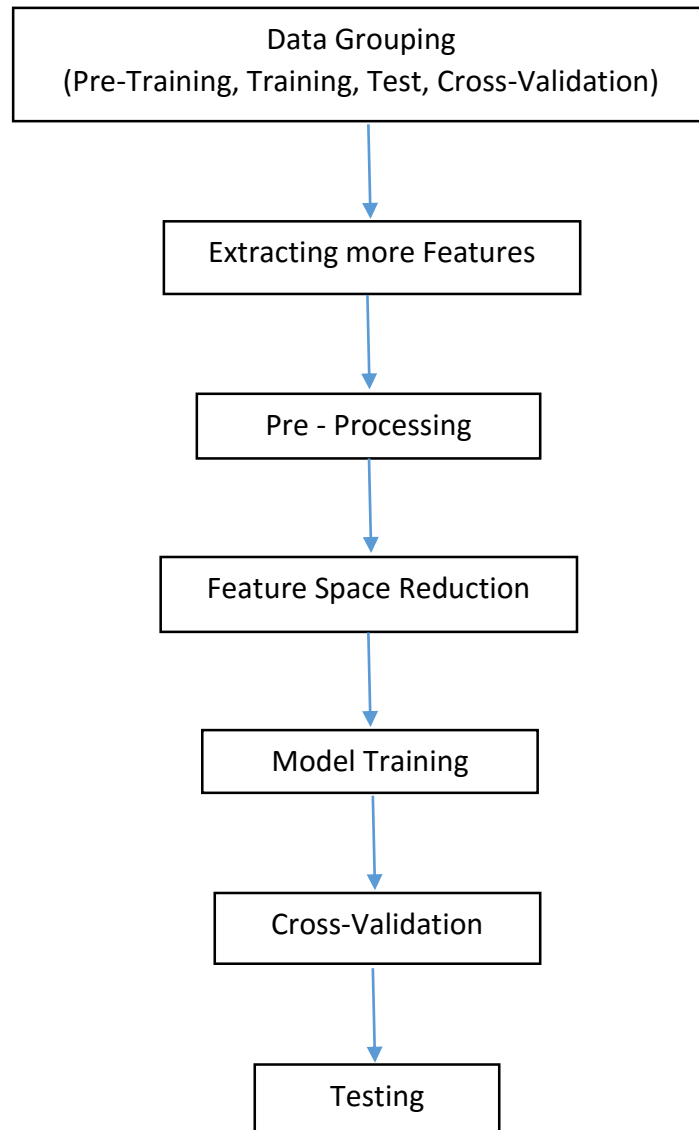 Data Grouping
(Pre-Training, Training, Test, Cross-Validation)
Extracting more Features
Pre - Processing
Feature Space Reduction
Model Training
Cross-Validation
Testing